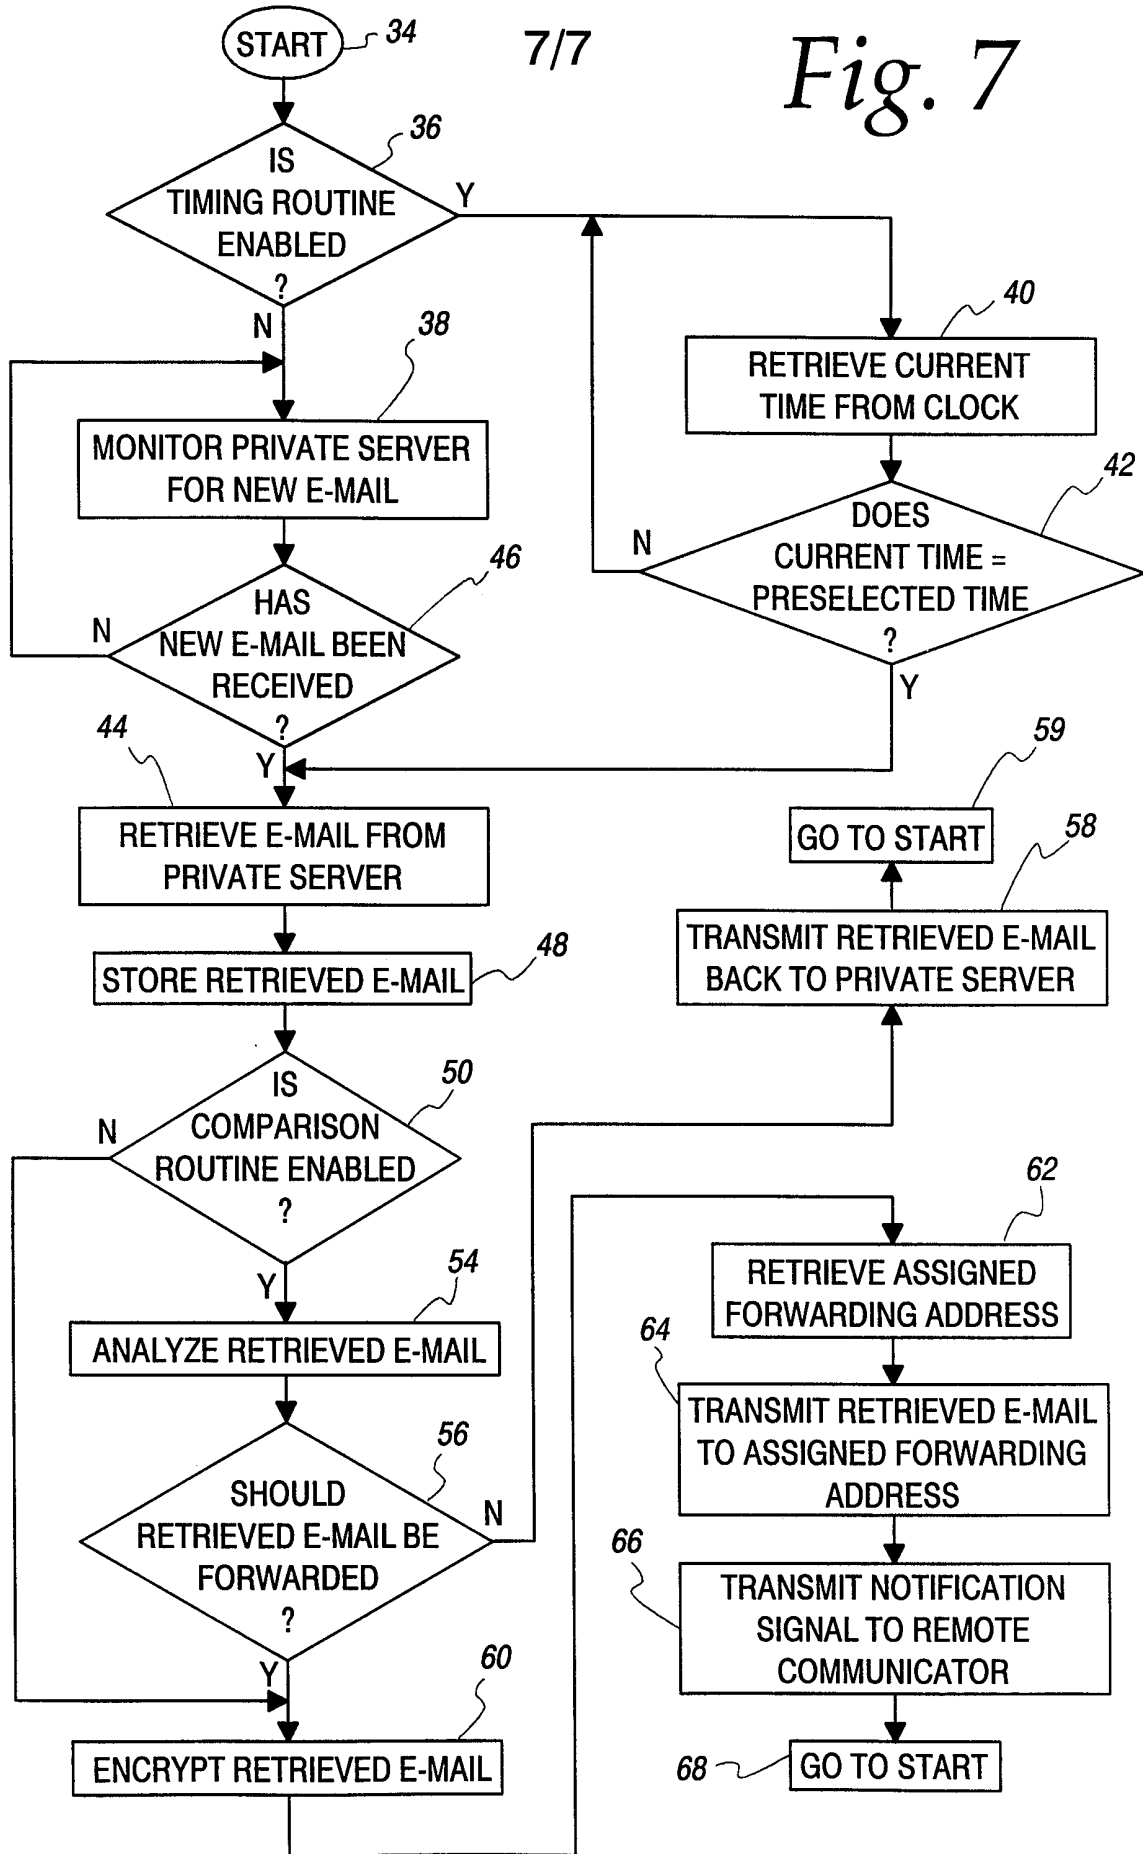 7/7
Fig. 7
START
34
36
IS
TIMING ROUTINE
ENABLED
?
Y
N
38
MONITOR PRIVATE SERVER
FOR NEW E-MAIL
40
RETRIEVE CURRENT
TIME FROM CLOCK
42
DOES
CURRENT TIME =
PRESELECTED TIME
?
N
Y
46
HAS
NEW E-MAIL BEEN
RECEIVED
?
N
Y
44
RETRIEVE E-MAIL FROM
PRIVATE SERVER
STORE RETRIEVED E-MAIL
48
50
IS
COMPARISON
ROUTINE ENABLED
?
N
Y
54
ANALYZE RETRIEVED E-MAIL
56
SHOULD
RETRIEVED E-MAIL BE
FORWARDED
?
N
Y
59
GO TO START
58
TRANSMIT RETRIEVED E-MAIL
BACK TO PRIVATE SERVER
60
ENCRYPT RETRIEVED E-MAIL
62
RETRIEVE ASSIGNED
FORWARDING ADDRESS
64
TRANSMIT RETRIEVED E-MAIL
TO ASSIGNED FORWARDING
ADDRESS
66
TRANSMIT NOTIFICATION
SIGNAL TO REMOTE
COMMUNICATOR
68
GO TO START